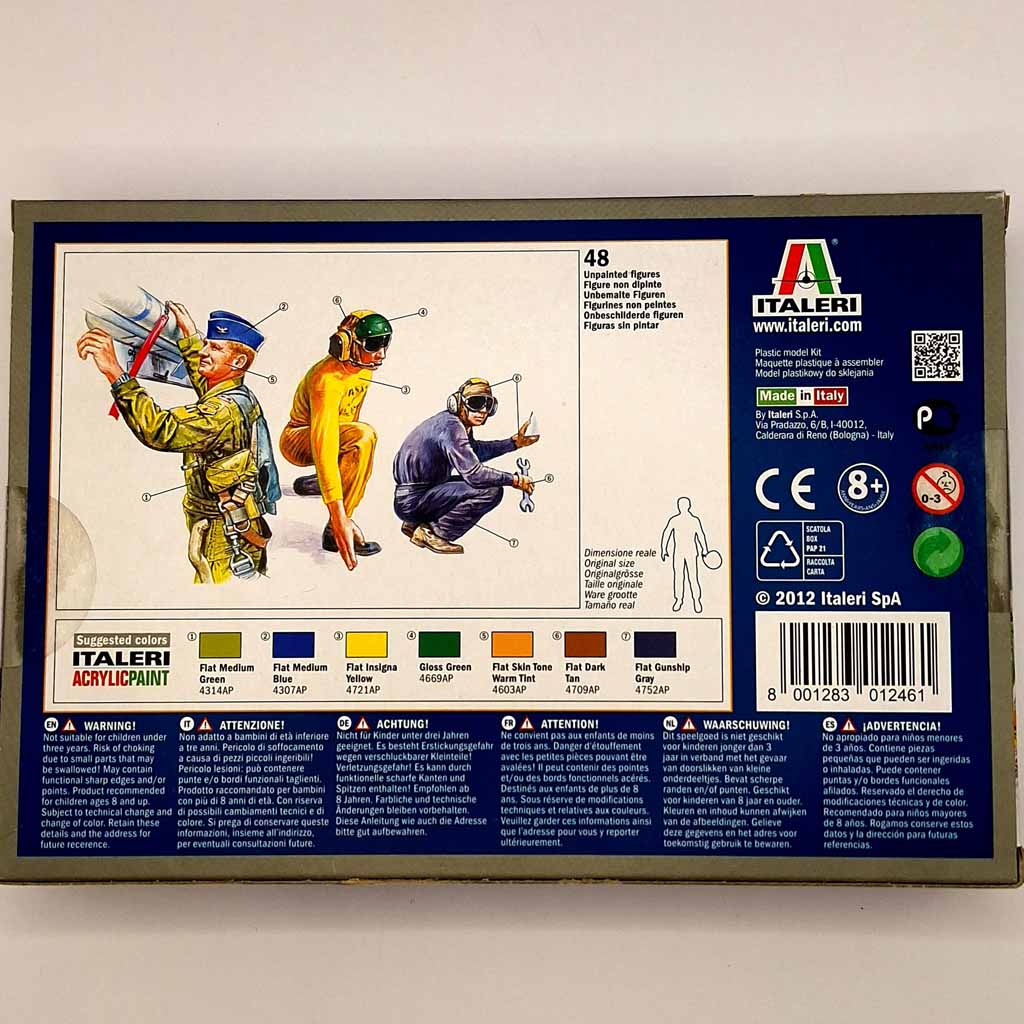 48
Unpainted figures
Figure non dipinte
Unbemalte Figuren
Figurines non peintes
Onbeschilderde figuren
Figuras sin pintar
2
6
4
5
3
6
1
6
7
Dimensione reale
Original size
Originalgrösse
Taille originale
Ware grootte
Tamaño real
ITALERI
www.italeri.com
Plastic model Kit
Maquette plastique à assembler
Model plastikowy do sklejania
Made in Italy
By Italeri S.p.A.
Via Pradazzo, 6/B, I-40012,
Calderara di Reno (Bologna) - Italy
CE
8+
0-3
SCATOLA
BOX
PAP 21
RACCOLTA
CARTA
© 2012 Italeri SpA
8 001283 012461
Suggested colors
ITALERI
ACRYLICPAINT
1
Flat Medium
Green
4314AP
2
Flat Medium
Blue
4307AP
3
Flat Insigna
Yellow
4721AP
4
Gloss Green
4669AP
5
Flat Skin Tone
Warm Tint
4603AP
6
Flat Dark
Tan
4709AP
7
Flat Gunship
Gray
4752AP
EN WARNING!
Not suitable for children under
three years. Risk of choking
due to small parts that may
be swallowed! May contain
functional sharp edges and/or
points. Product recommended
for children ages 8 and up.
Subject to technical change and
change of color. Retain these
details and the address for
future recerence.
IT ATTENZIONE!
Non adatto a bambini di età inferiore
a tre anni. Pericolo di soffocamento
a causa di pezzi piccoli ingeribili!
Pericolo lesioni: può contenere
punte e/o bordi funzionali taglienti.
Prodotto raccomandato per bambini
con più di 8 anni di età. Con riserva
di possibili cambiamenti tecnici e di
colore. Si prega di conservare queste
informazioni, insieme all'indirizzo,
per eventuali consultazioni future.
DE ACHTUNG!
Nicht für Kinder unter drei Jahren
geeignet. Es besteht Erstickungsgefahr
wegen verschluckbarer Kleinteile!
Verletzungsgefahr! Es kann durch
funktionelle scharfe Kanten und
Spitzen enthalten! Empfohlen ab
8 Jahren, Farbliche und technische
Änderungen bleiben vorbehalten.
Diese Anleitung wie auch die Adresse
bitte gut aufbewahren.
FR ATTENTION!
Ne convient pas aux enfants de moins
de trois ans. Danger d'étouffement
avec les petites pièces pouvant être
avalées! Il peut contenir des pointes
et/ou des bords fonctionnels acérés.
Destinés aux enfants de plus de 8
ans. Sous réserve de modifications
techniques et relatives aux couleurs.
Veuillez garder ces informations ainsi
que l'adresse pour vous y reporter
ultérieurement.
NL WAARSCHUWING!
Dit speelgoed is niet geschikt
voor kinderen jonger dan 3
jaar in verband met het gevaar
van doorslikken van kleine
onderdeeltjes. Bevat scherpe
randen en/of punten. Geschikt
voor kinderen van 8 jaar en ouder.
Kleuren en inhoud kunnen afwijken
van de afbeeldingen. Gelieve
deze gegevens en het adres voor
toekomstig gebruik te bewaren.
ES ¡ADVERTENCIA!
No apropiado para niños menores
de 3 años. Contiene piezas
pequeñas que pueden ser ingeridas
o inhaladas. Puede contener
puntas y/o bordes funcionales
afilados. Reservado el derecho de
modificaciones técnicas y de color.
Recomendado para niños mayores
de 8 años. Rogamos conserve estos
datos y la dirección para futuras
referencias.